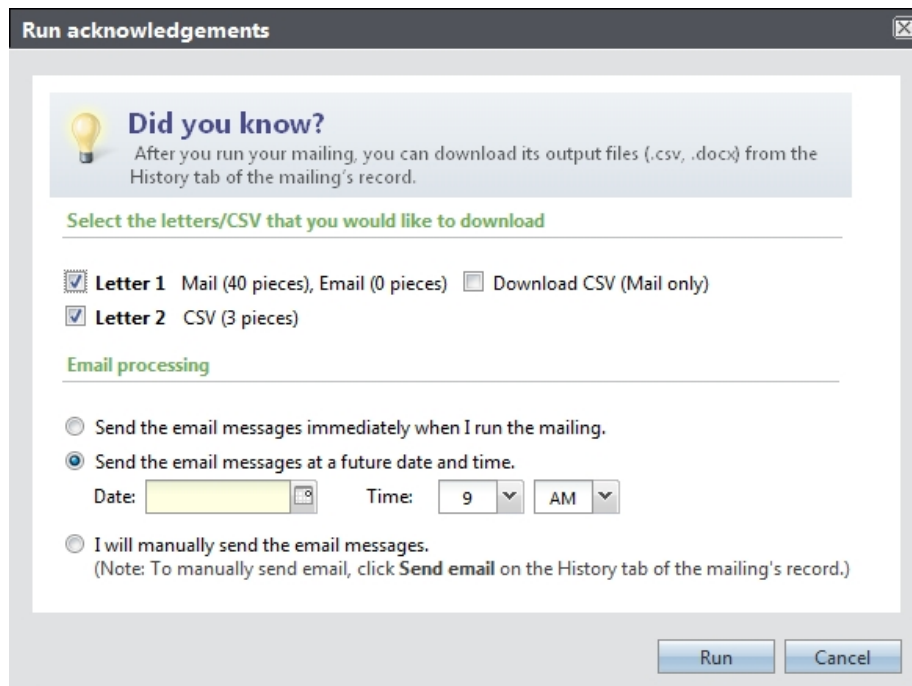 Run acknowledgements
Did you know?
After you run your mailing, you can download its output files (.csv, .docx) from the
History tab of the mailing's record.
Select the letters/CSV that you would like to download
Letter 1 Mail (40 pieces), Email (0 pieces) Download CSV (Mail only)
Letter 2 CSV (3 pieces)
Email processing
Send the email messages immediately when I run the mailing.
Send the email messages at a future date and time.
Date: Time: 9 AM
I will manually send the email messages.
(Note: To manually send email, click Send email on the History tab of the mailing's record.)
Run Cancel